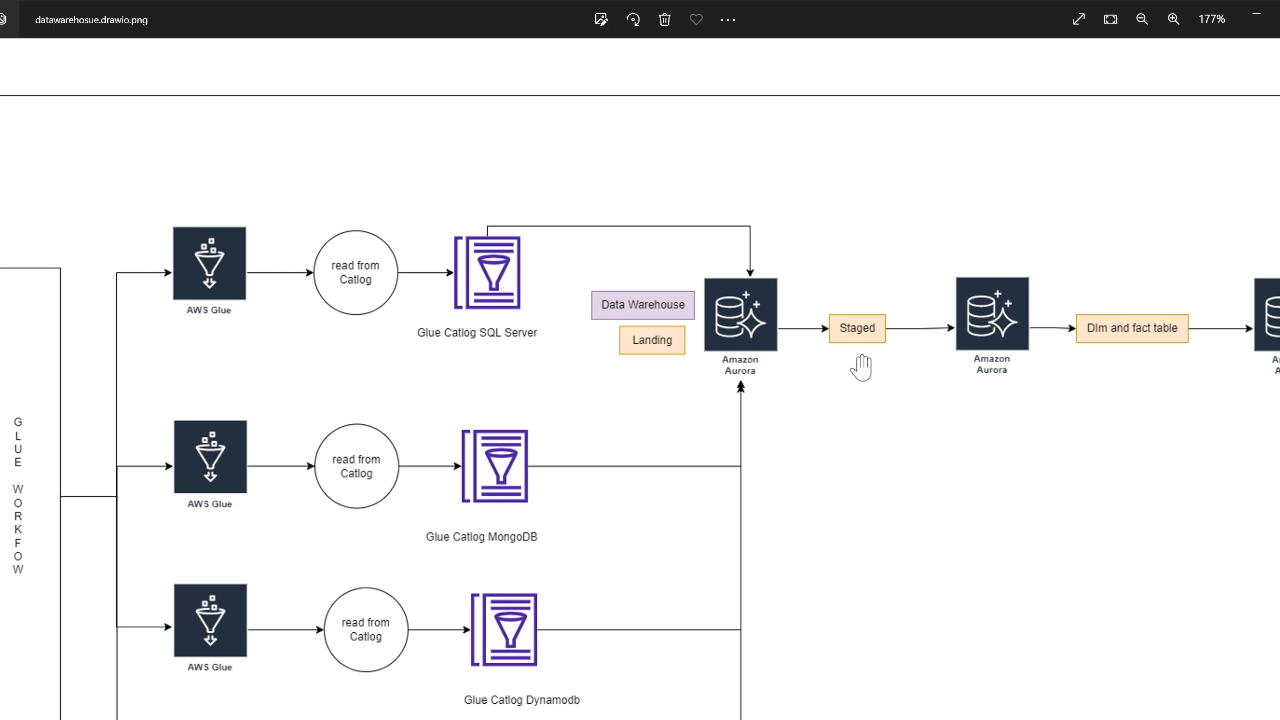 datawarehosue.drawio.png
177%
AWS Glue
read from
Catlog
Glue Catlog SQL Server
Data Warehouse
Landing
Amazon
Aurora
Staged
Amazon
Aurora
DIm and fact table
G
L
U
E
W
O
R
K
F
O
W
AWS Glue
read from
Catlog
Glue Catlog MongoDB
AWS Glue
read from
Catlog
Glue Catlog Dynamodb